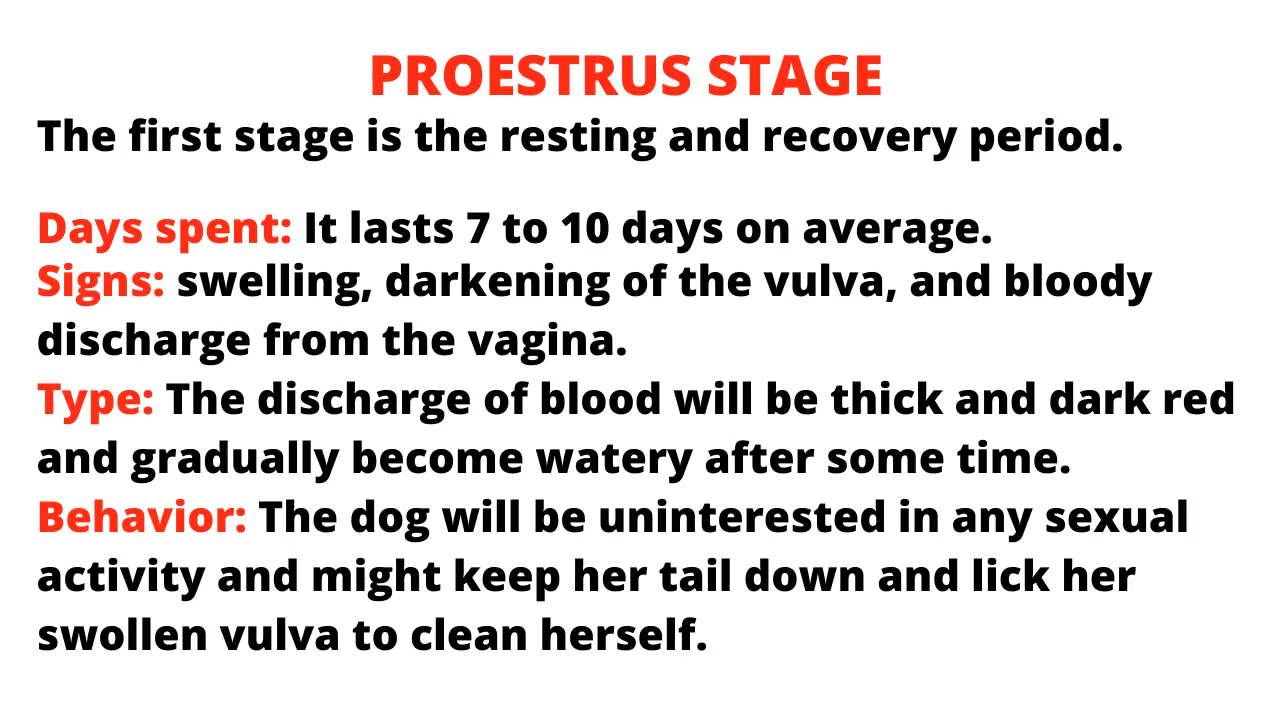 PROESTRUS STAGE
The first stage is the resting and recovery period.
Days spent: It lasts 7 to 10 days on average.
Signs: swelling, darkening of the vulva, and bloody
discharge from the vagina.
Type: The discharge of blood will be thick and dark red
and gradually become watery after some time.
Behavior: The dog will be uninterested in any sexual
activity and might keep her tail down and lick her
swollen vulva to clean herself.